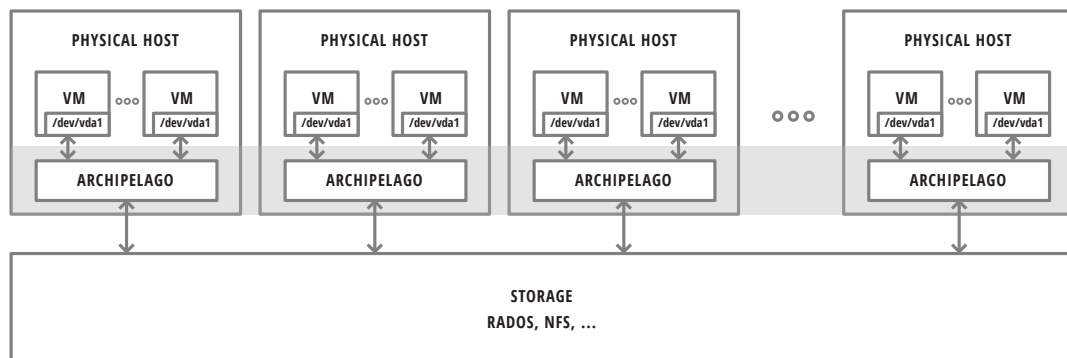 PHYSICAL HOST
VM
VM
/dev/vda1
/dev/vda1
ARCHIPELAGO
PHYSICAL HOST
VM
VM
/dev/vda1
/dev/vda1
ARCHIPELAGO
PHYSICAL HOST
VM
VM
/dev/vda1
/dev/vda1
ARCHIPELAGO
PHYSICAL HOST
VM
VM
/dev/vda1
/dev/vda1
ARCHIPELAGO
STORAGE
RADOS, NFS, ...